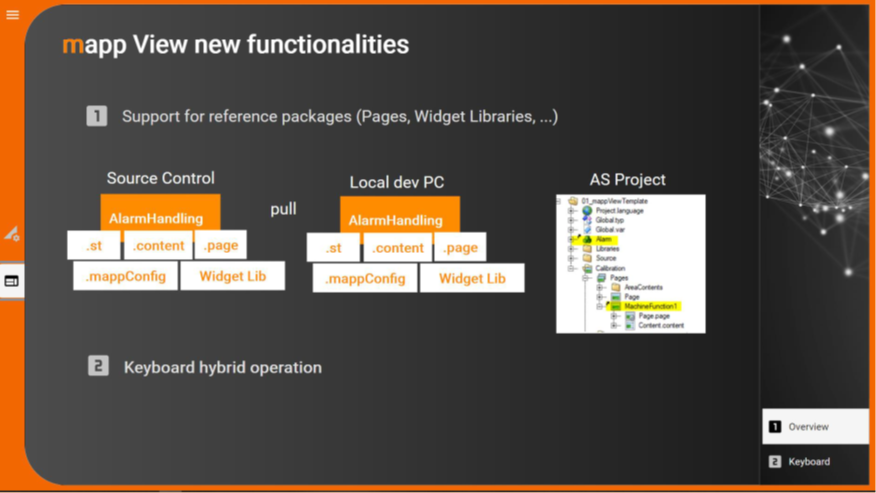 mapp View new functionalities
1 Support for reference packages (Pages, Widget Libraries, ...)
Source Control
AlarmHandling
.st .content .page
.mappConfig Widget Lib
pull
Local dev PC
AlarmHandling
.st .content .page
.mappConfig Widget Lib
AS Project
01_mappViewTemplate
Project.language
Global.typ
Global.var
Alarm
Libraries
Source
Calibration
Pages
AreaContents
Page
MachineFunction1
Page.page
Content.content
2 Keyboard hybrid operation
1 Overview
2 Keyboard